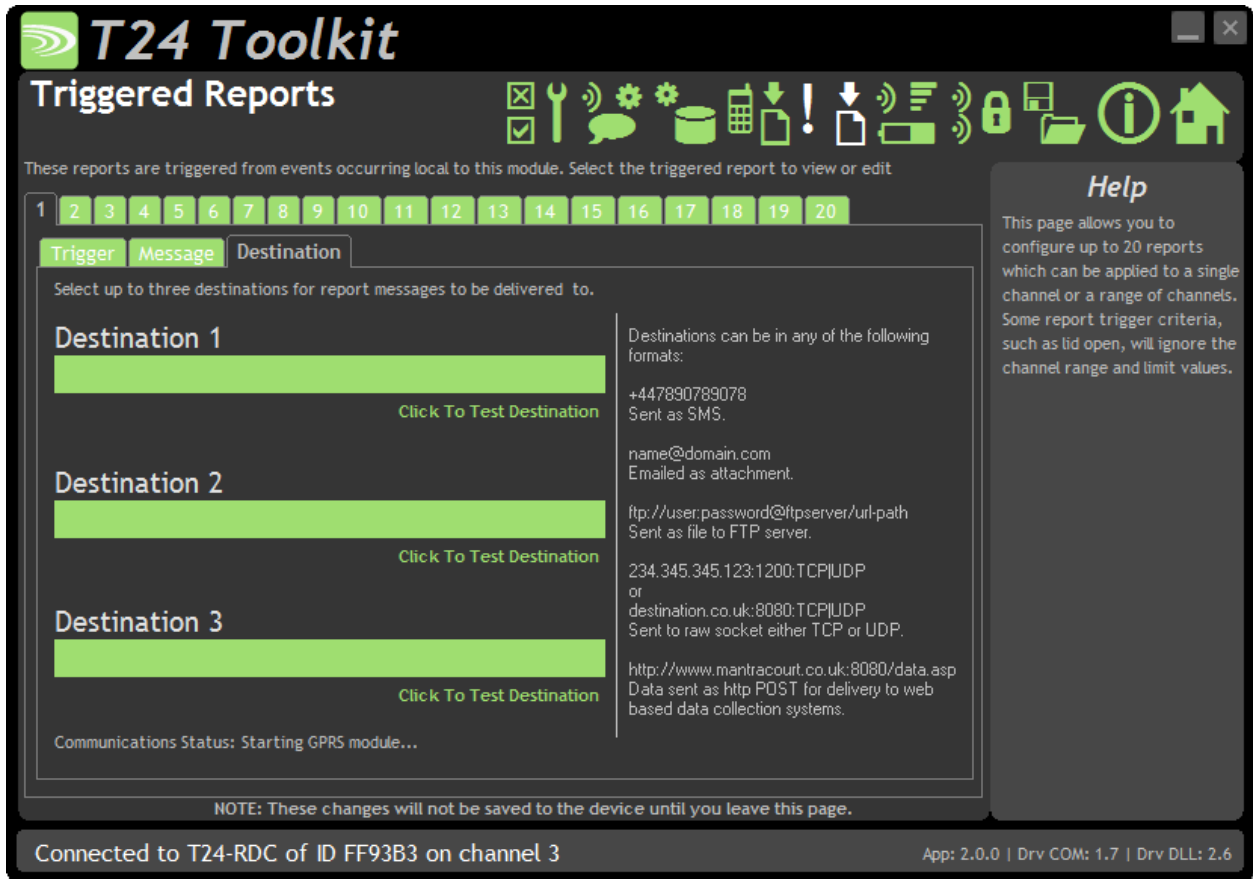 T24 Toolkit
Triggered Reports
These reports are triggered from events occurring local to this module. Select the triggered report to view or edit
1 2 3 4 5 6 7 8 9 10 11 12 13 14 15 16 17 18 19 20
Trigger Message Destination
Select up to three destinations for report messages to be delivered to.
Destination 1
Click To Test Destination
Destination 2
Click To Test Destination
Destination 3
Click To Test Destination
Communications Status: Starting GPRS module...
Destinations can be in any of the following
formats:
+447890789078
Sent as SMS.
name@domain.com
Emailed as attachment.
ftp://user:password@ftpserver/url-path
Sent as file to FTP server.
234.345.345.123:1200:TCP|UDP
or
destination.co.uk:8080:TCP|UDP
Sent to raw socket either TCP or UDP.
http://www.mantracourt.co.uk:8080/data.asp
Data sent as http POST for delivery to web
based data collection systems.
NOTE: These changes will not be saved to the device until you leave this page.
Help
This page allows you to
configure up to 20 reports
which can be applied to a single
channel or a range of channels.
Some report trigger criteria,
such as lid open, will ignore the
channel range and limit values.
Connected to T24-RDC of ID FF93B3 on channel 3
App: 2.0.0 | Drv COM: 1.7 | Drv DLL: 2.6